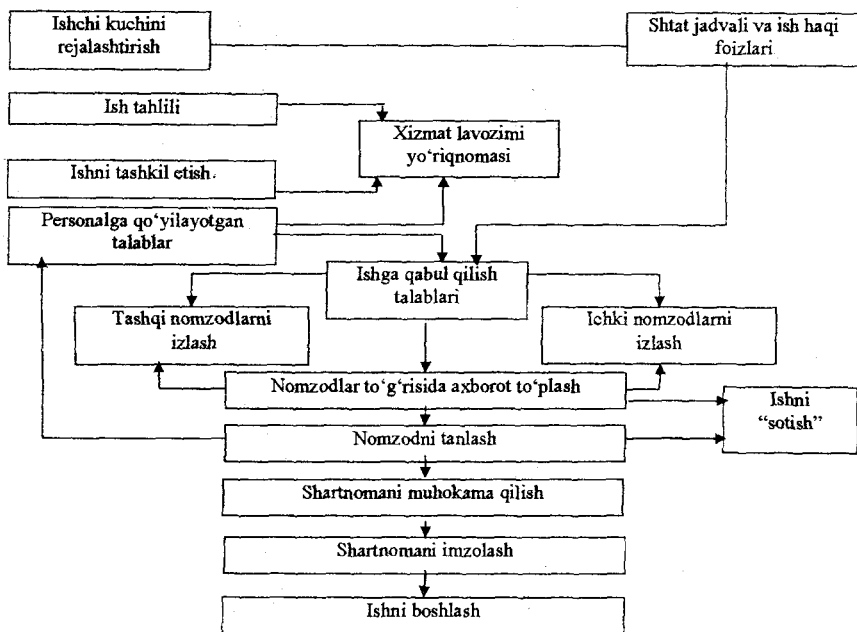 Ishchi kuchini
rejalashtirish
Shtat jadvali va ish haqi
foizlari
Ish tahlili
Xizmat lavozimi
yo‘riqnomasi
Ishni tashkil etish
Personalga qo‘yilayotgan
talablar
Ishga qabul qilish
talablari
Tashqi nomzodlarni
izlash
Ichki nomzodlarni
izlash
Nomzodlar to‘g‘risida axborot to‘plash
Ishni
“sotish”
Nomzodni tanlash
Shartnomani muhokama qilish
Shartnomani imzolash
Ishni boshlash